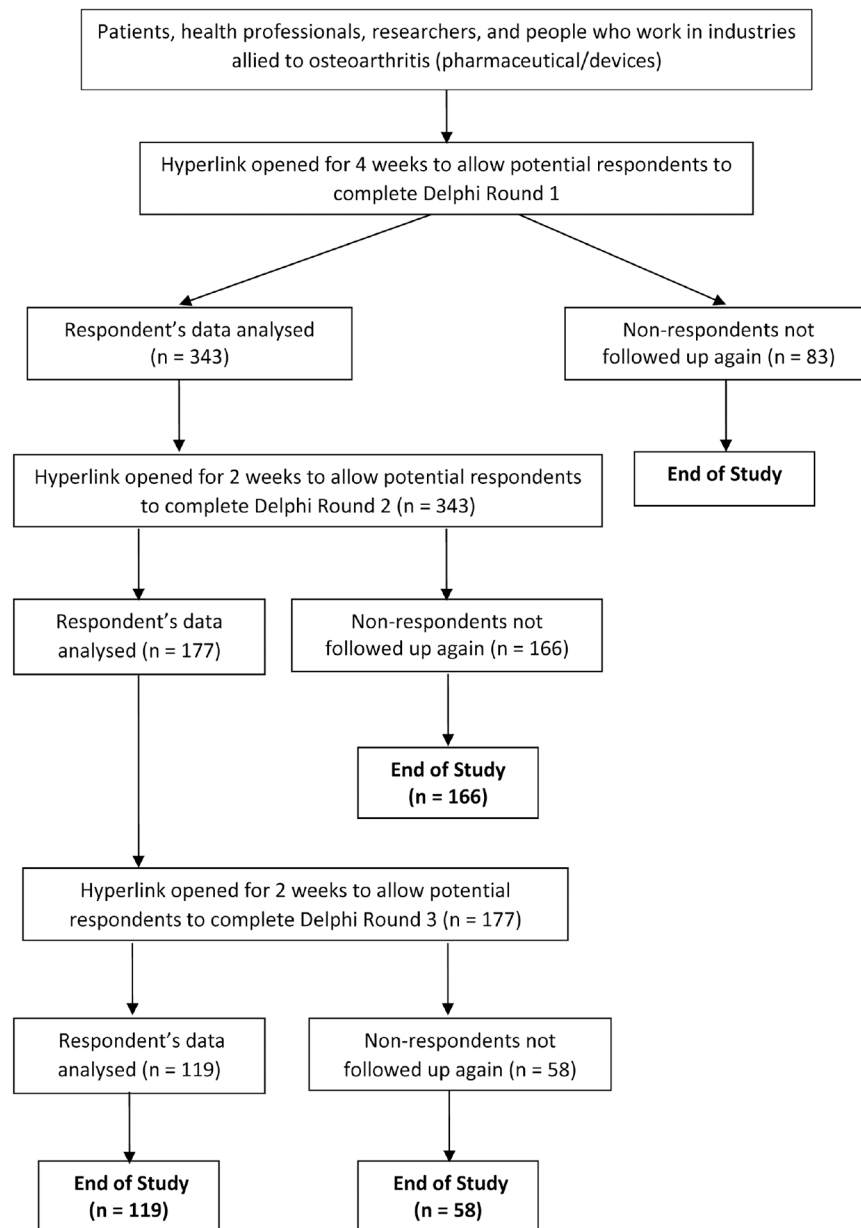 Patients, health professionals, researchers, and people who work in industries
allied to osteoarthritis (pharmaceutical/devices)
Hyperlink opened for 4 weeks to allow potential respondents to
complete Delphi Round 1
Respondent’s data analysed
(n = 343)
Non-respondents not
followed up again (n = 83)
End of Study
Hyperlink opened for 2 weeks to allow potential respondents
to complete Delphi Round 2 (n = 343)
Respondent’s data
analysed (n = 177)
Non-respondents not
followed up again (n = 166)
End of Study
(n = 166)
Hyperlink opened for 2 weeks to allow potential
respondents to complete Delphi Round 3 (n = 177)
Respondent’s data
analysed (n = 119)
Non-respondents not
followed up again (n = 58)
End of Study
(n = 119)
End of Study
(n = 58)